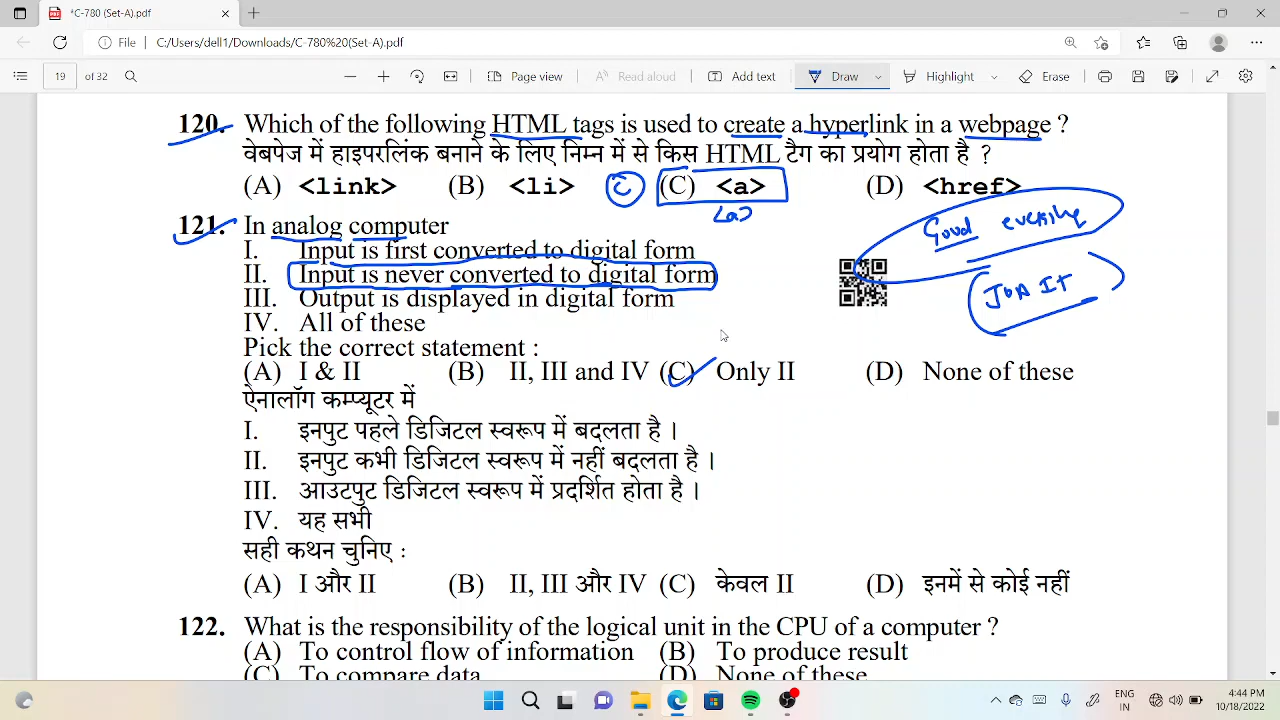 *C-780 (Set-A).pdf
File C:/Users/dell1/Downloads/C-780%20(Set-A).pdf
19 of 32 Page view Read aloud Add text Draw Highlight Erase
120. Which of the following HTML tags is used to create a hyperlink in a webpage ?
वेबपेज में हाइपरलिंक बनाने के लिए निम्न में से किस HTML टैग का प्रयोग होता है ?
(A) <link> (B) <li> C (C) <a> (D) <href>
<a>
121. In analog computer
Good evening
I. Input is first converted to digital form
II. Input is never converted to digital form
JOA IT
III. Output is displayed in digital form
IV. All of these
Pick the correct statement :
(A) I & II (B) II, III and IV (C) Only II (D) None of these
ऐनालॉग कम्प्यूटर में
I. इनपुट पहले डिजिटल स्वरूप में बदलता है ।
II. इनपुट कभी डिजिटल स्वरूप में नहीं बदलता है ।
III. आउटपुट डिजिटल स्वरूप में प्रदर्शित होता है ।
IV. यह सभी
सही कथन चुनिए :
(A) I और II (B) II, III और IV (C) केवल II (D) इनमें से कोई नहीं
122. What is the responsibility of the logical unit in the CPU of a computer ?
(A) To control flow of information (B) To produce result
(C) To compare data (D) None of these
ENG
IN
4:44 PM
10/18/2022